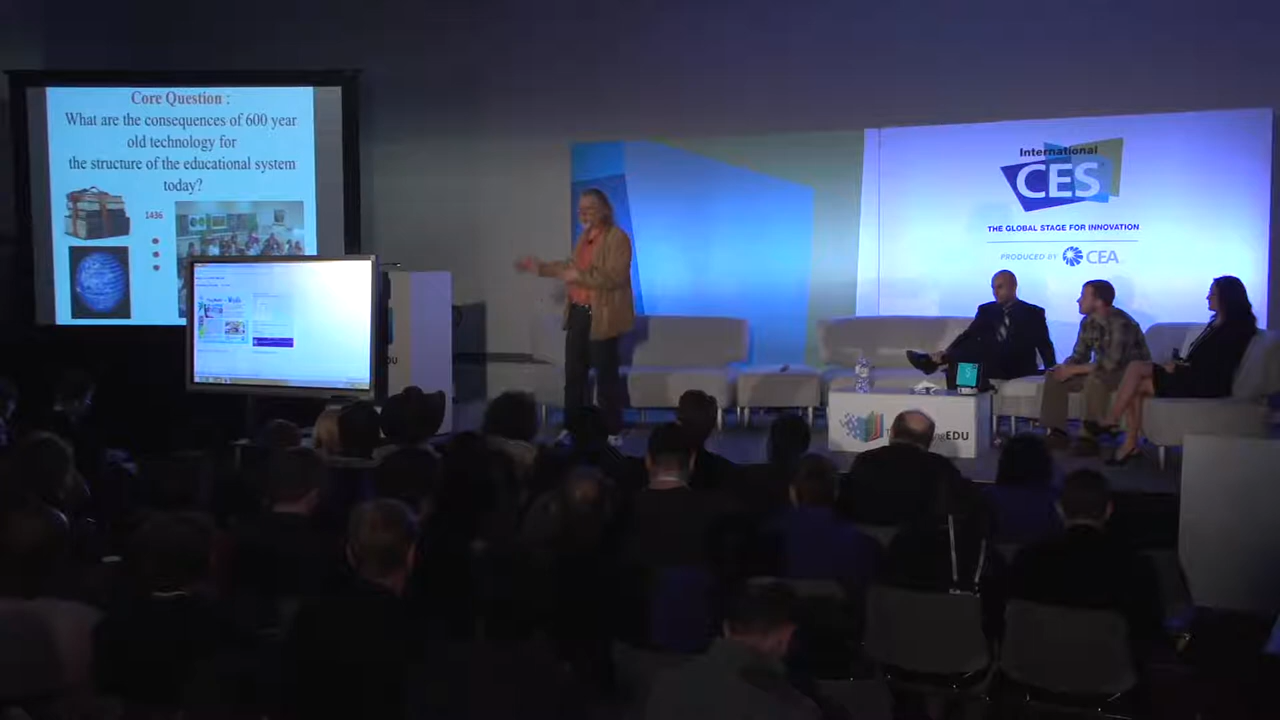 Core Question :
What are the consequences of 600 year
old technology for
the structure of the educational system
today?
1436
International
CES
THE GLOBAL STAGE FOR INNOVATION
PRODUCED BY CEA
EDU
EDU